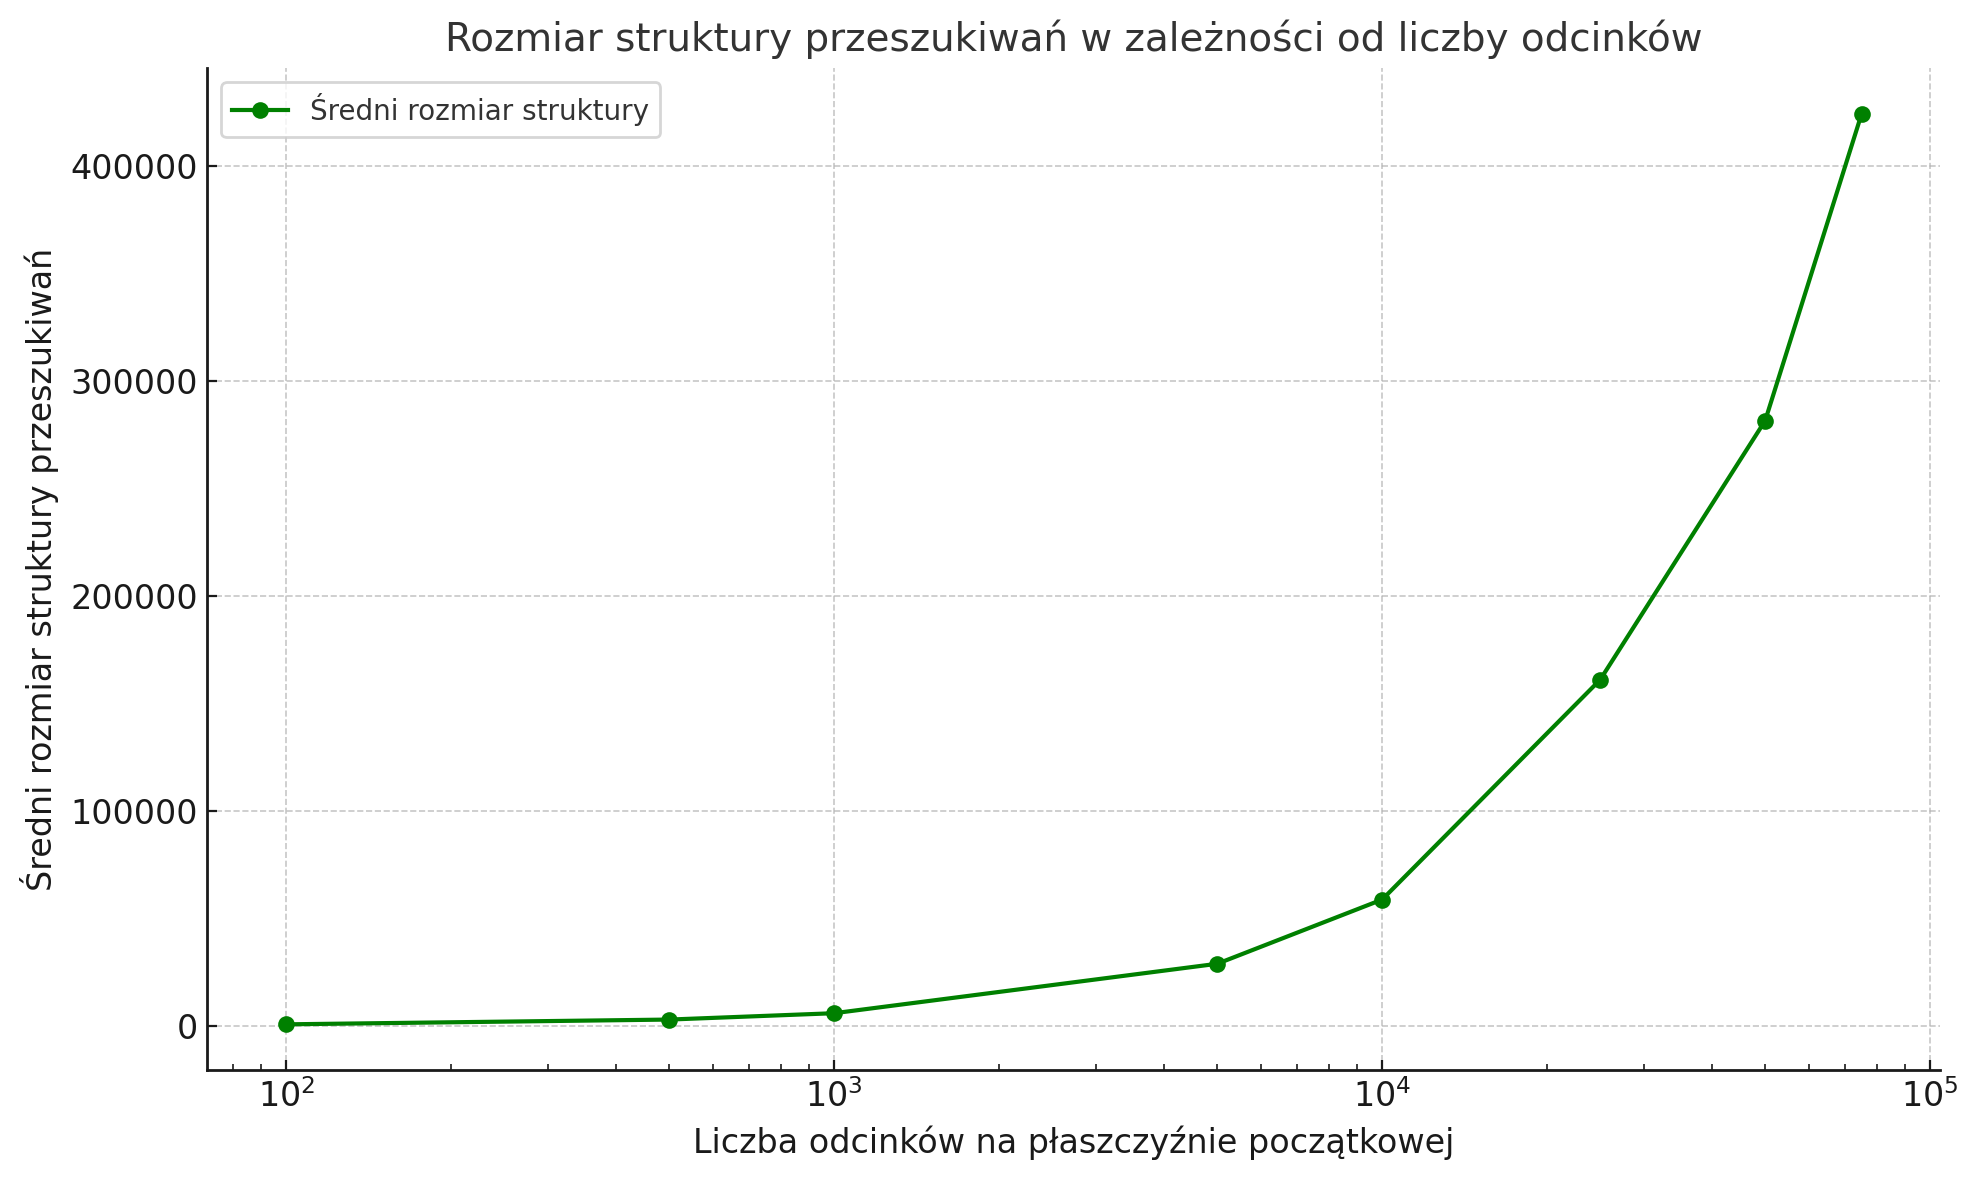 Rozmiar struktury przeszukiwań w zależności od liczby odcinków
Średni rozmiar struktury
Średni rozmiar struktury przeszukiwań
400000
300000
200000
100000
0
10² 10³ 10⁴ 10⁵
Liczba odcinków na płaszczyźnie początkowej